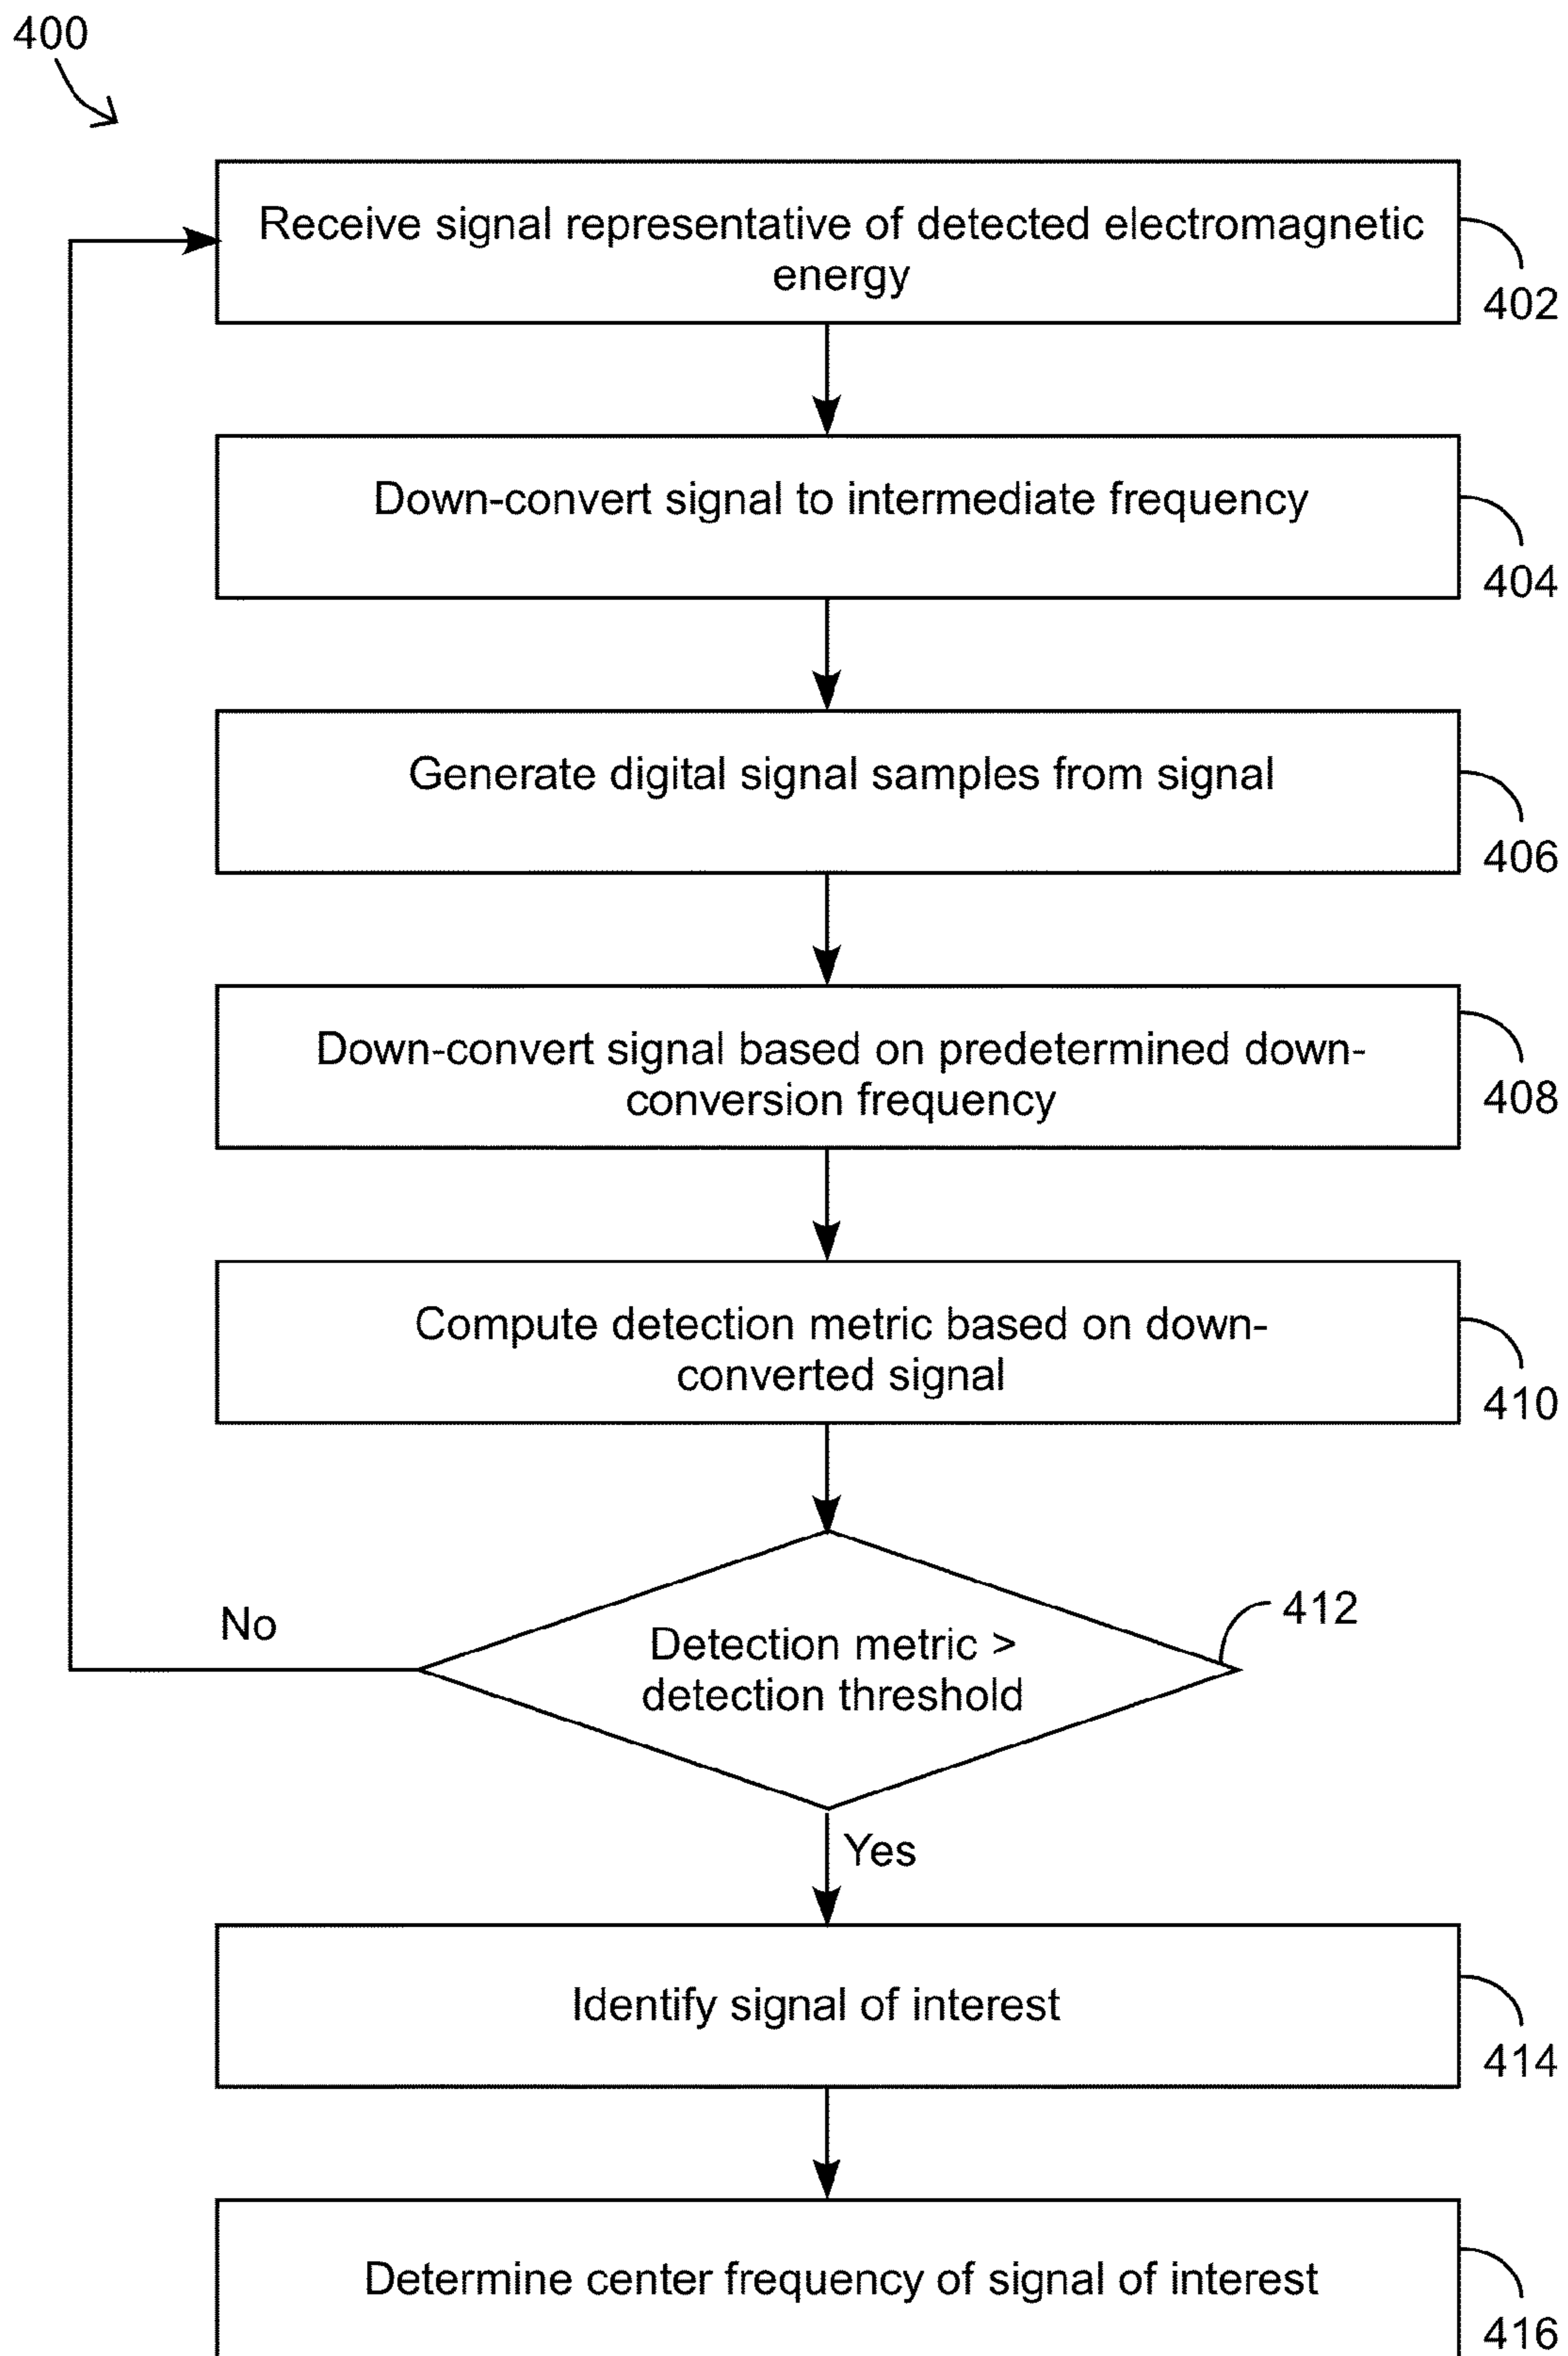 400
Receive signal representative of detected electromagnetic
energy
402
Down-convert signal to intermediate frequency
404
Generate digital signal samples from signal
406
Down-convert signal based on predetermined down-
conversion frequency
408
Compute detection metric based on down-
converted signal
410
412
No
Detection metric >
detection threshold
Yes
Identify signal of interest
414
Determine center frequency of signal of interest
416